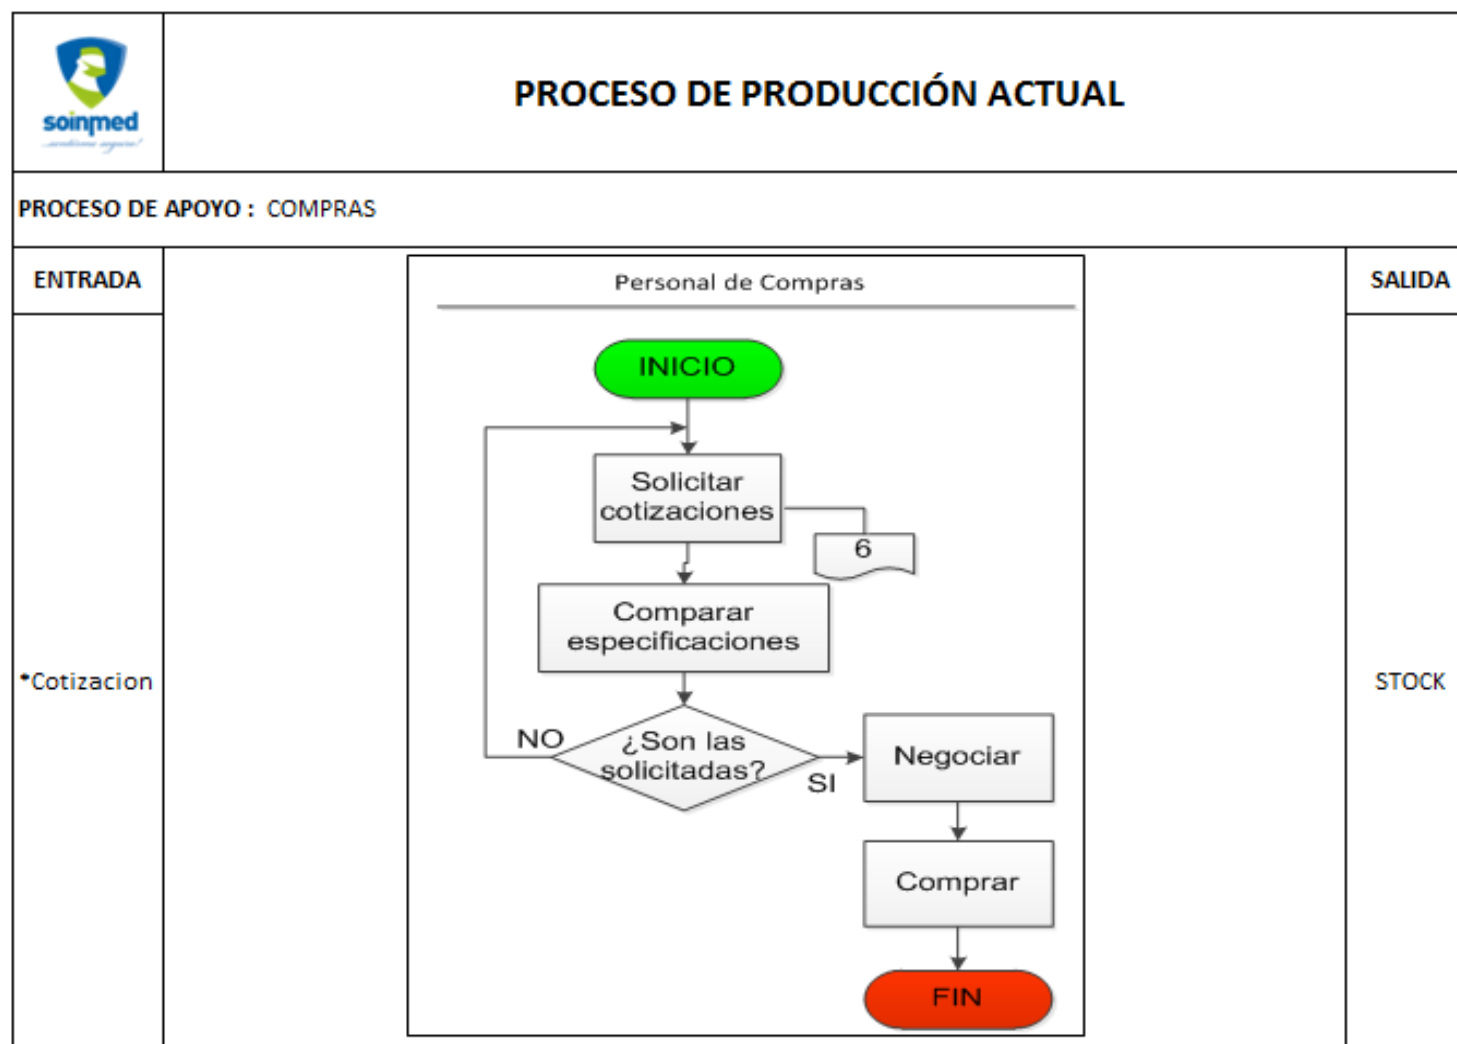 soinmed
PROCESO DE PRODUCCIÓN ACTUAL
PROCESO DE APOYO : COMPRAS
ENTRADA
Personal de Compras
SALIDA
INICIO
Solicitar
cotizaciones
6
Comparar
especificaciones
*Cotizacion
STOCK
NO
¿Son las
solicitadas?
SI
Negociar
Comprar
FIN